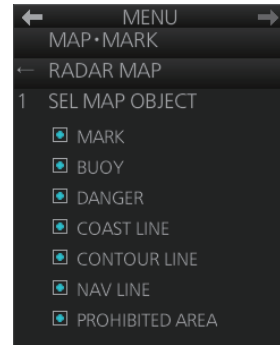 ← MENU →
MAP・MARK
← RADAR MAP
1 SEL MAP OBJECT
MARK
BUOY
DANGER
COAST LINE
CONTOUR LINE
NAV LINE
PROHIBITED AREA